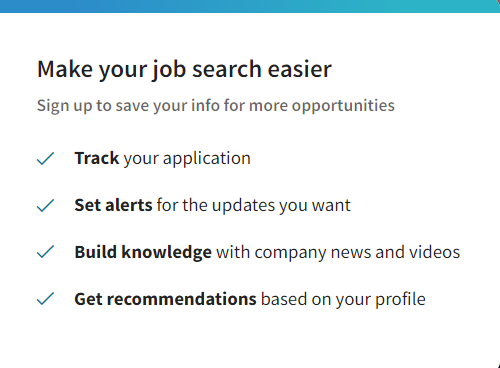 Make your job search easier
Sign up to save your info for more opportunities
Track your application
Set alerts for the updates you want
Build knowledge with company news and videos
Get recommendations based on your profile